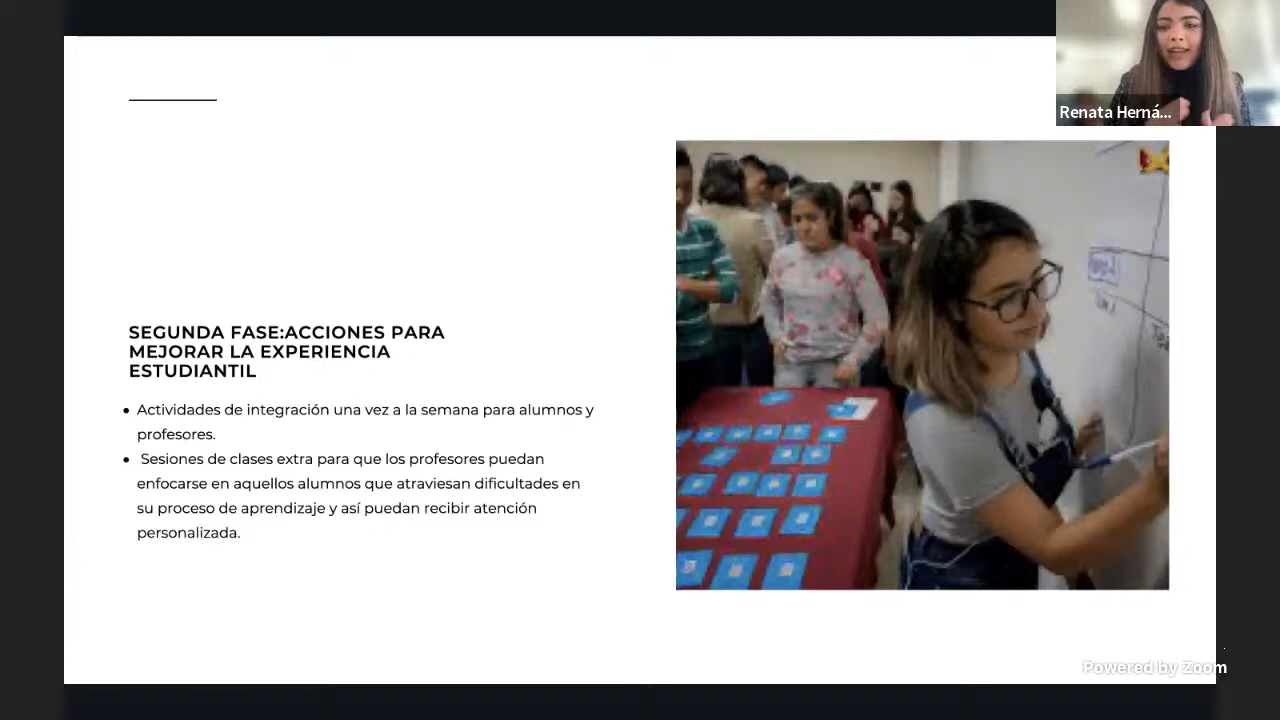 Renata Herná...
SEGUNDA FASE:ACCIONES PARA
MEJORAR LA EXPERIENCIA
ESTUDIANTIL
• Actividades de integración una vez a la semana para alumnos y
profesores.
• Sesiones de clases extra para que los profesores puedan
enfocarse en aquellos alumnos que atraviesan dificultades en
su proceso de aprendizaje y así puedan recibir atención
personalizada.
Powered by Zoom